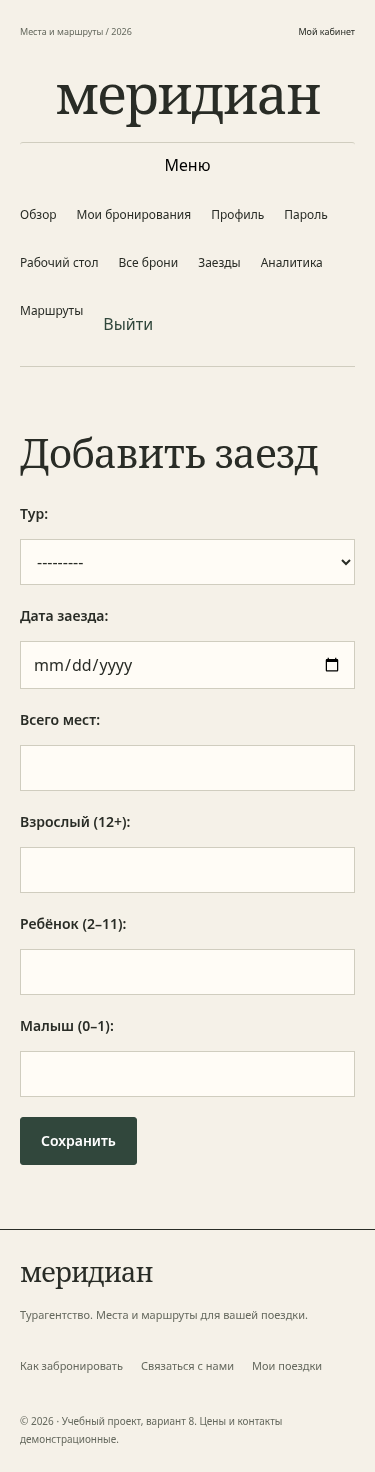 Места и маршруты / 2026
Мой кабинет
меридиан
Меню
Обзор Мои бронирования Профиль Пароль
Рабочий стол Все брони Заезды Аналитика
Маршруты Выйти
Добавить заезд
Тур:
---------
Дата заезда:
mm/dd/yyyy
Всего мест:
Взрослый (12+):
Ребёнок (2–11):
Малыш (0–1):
Сохранить
меридиан
Турагентство. Места и маршруты для вашей поездки.
Как забронировать Связаться с нами Мои поездки
© 2026 · Учебный проект, вариант 8. Цены и контакты
демонстрационные.